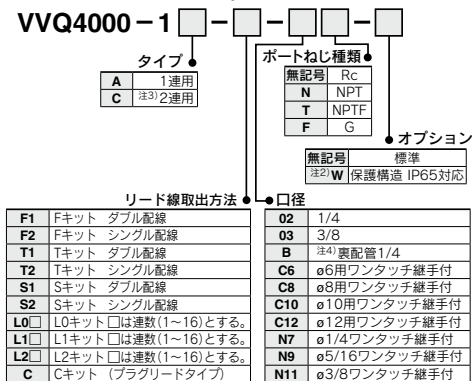 VVQ4000-1□-□-□□-□
タイプ
A 1連用
C 注3)2連用
ポートねじ種類
無記号 Rc
N NPT
T NPTF
F G
オプション
無記号 標準
注2)W 保護構造 IP65対応
リード線取出方法
F1 Fキット ダブル配線
F2 Fキット シングル配線
T1 Tキット ダブル配線
T2 Tキット シングル配線
S1 Sキット ダブル配線
S2 Sキット シングル配線
L0□ L0キット□は連数(1~16)とする。
L1□ L1キット□は連数(1~16)とする。
L2□ L2キット□は連数(1~16)とする。
C Cキット (プラグリードタイプ)
口径
02 1/4
03 3/8
B 注4)裏配管1/4
C6 ø6用ワンタッチ継手付
C8 ø8用ワンタッチ継手付
C10 ø10用ワンタッチ継手付
C12 ø12用ワンタッチ継手付
N7 ø1/4ワンタッチ継手付
N9 ø5/16ワンタッチ継手付
N11 ø3/8ワンタッチ継手付